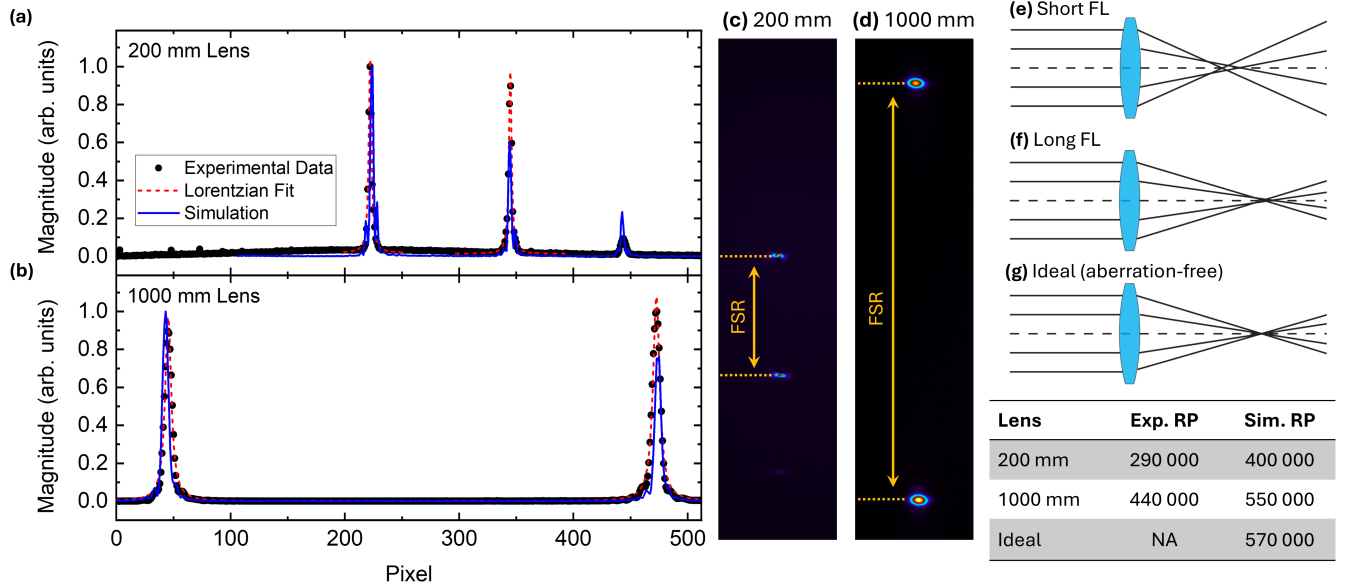 (a)
200 mm Lens
Magnitude (arb. units)
1.0
0.8
0.6
0.4
0.2
0.0
Experimental Data
Lorentzian Fit
Simulation
(b)
1000 mm Lens
Magnitude (arb. units)
1.0
0.8
0.6
0.4
0.2
0.0
0 100 200 300 400 500
Pixel
(c) 200 mm
FSR
(d) 1000 mm
FSR
(e) Short FL
(f) Long FL
(g) Ideal (aberration-free)
Lens Exp. RP Sim. RP
200 mm 290 000 400 000
1000 mm 440 000 550 000
Ideal NA 570 000